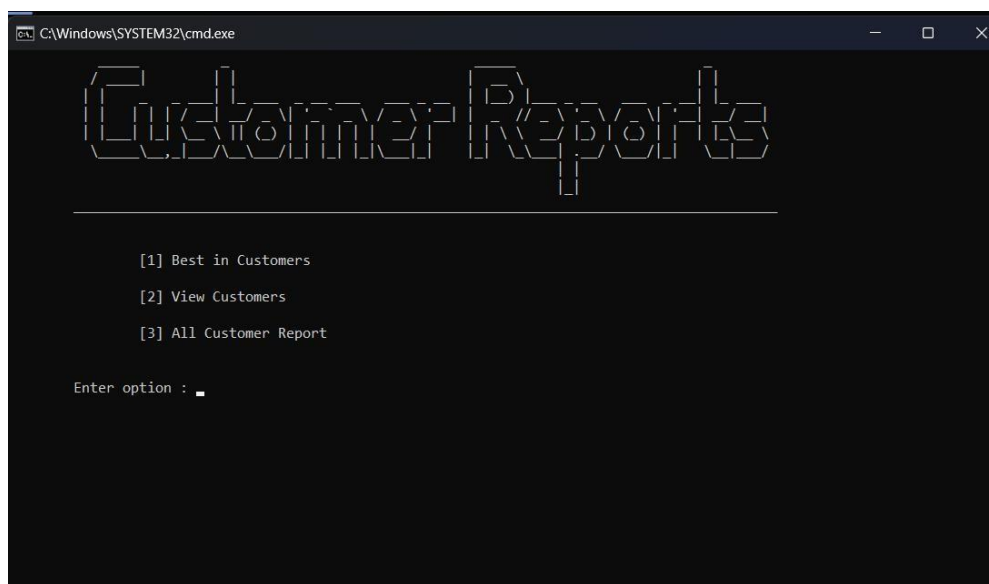 C:\Windows\SYSTEM32\cmd.exe
Customer Reports
[1] Best in Customers
[2] View Customers
[3] All Customer Report
Enter option :